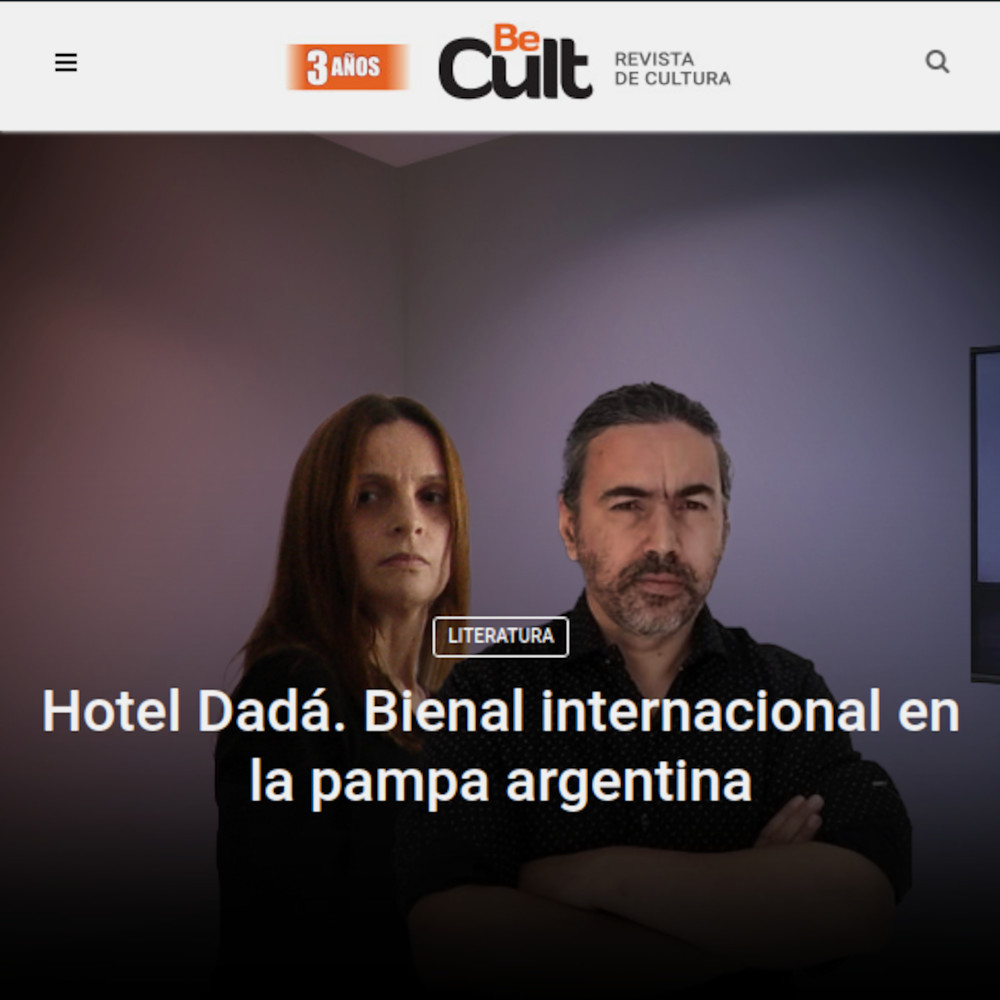 3 AÑOS
Be
Cult
REVISTA
DE CULTURA
LITERATURA
Hotel Dadá. Bienal internacional en
la pampa argentina